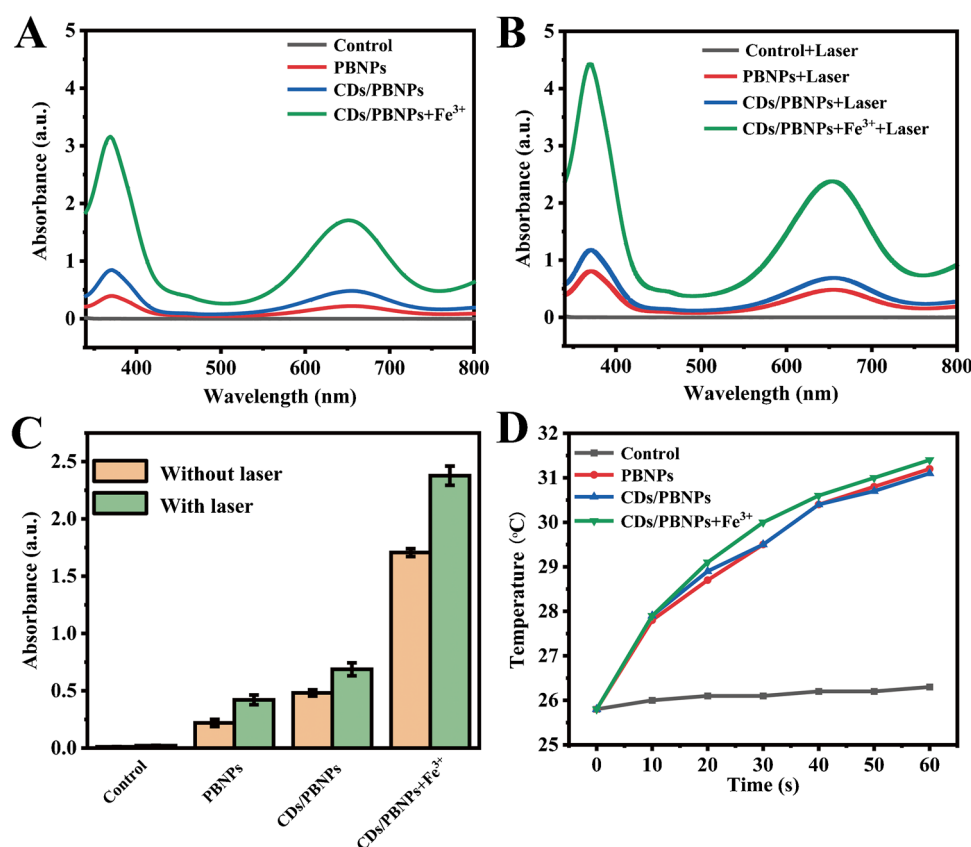 A
Control
PBNPs
CDs/PBNPs
CDs/PBNPs+Fe³⁺
5
4
3
2
1
0
Absorbance (a.u.)
400
500
600
700
800
Wavelength (nm)
B
Control+Laser
PBNPs+Laser
CDs/PBNPs+Laser
CDs/PBNPs+Fe³⁺+Laser
5
4
3
2
1
0
Absorbance (a.u.)
400
500
600
700
800
Wavelength (nm)
C
Without laser
With laser
2.5
2.0
1.5
1.0
0.5
0.0
Absorbance (a.u.)
Control
PBNPs
CDs/PBNPs
CDs/PBNPs+Fe³⁺
D
Control
PBNPs
CDs/PBNPs
CDs/PBNPs+Fe³⁺
32
31
30
29
28
27
26
25
Temperature (°C)
0
10
20
30
40
50
60
Time (s)